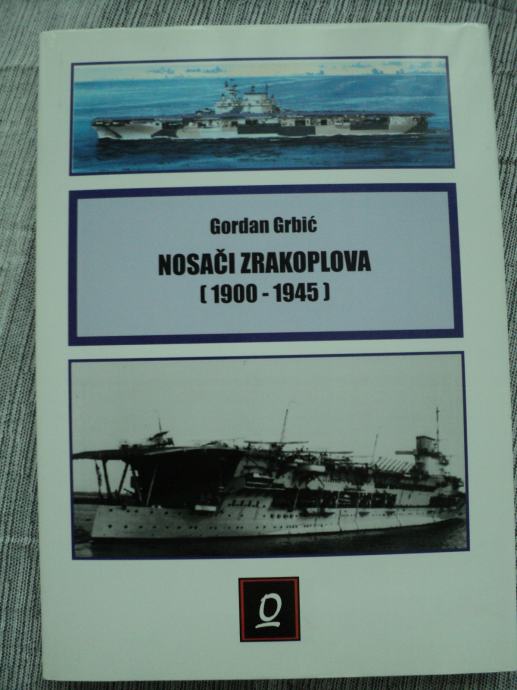 Gordan Grbić
NOSAČI ZRAKOPLOVA
( 1900 - 1945 )
O